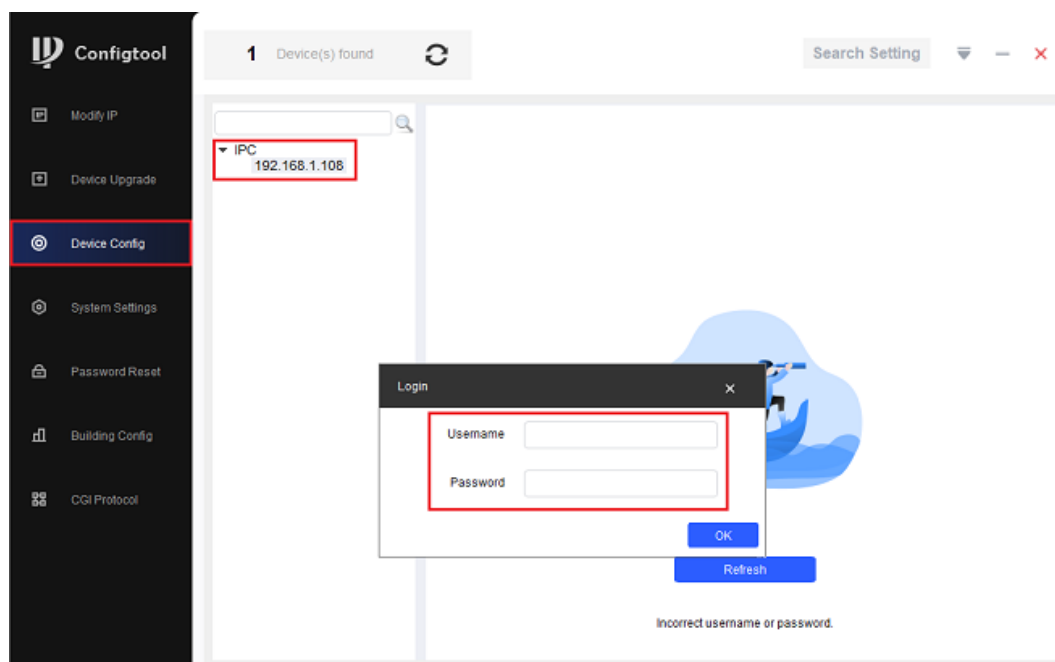 Configtool
1 Device(s) found
Search Setting
Modify IP
Device Upgrade
Device Config
System Settings
Password Reset
Building Config
CGI Protocol
IPC
192.168.1.108
Login
Username
Password
OK
Refresh
Incorrect username or password.